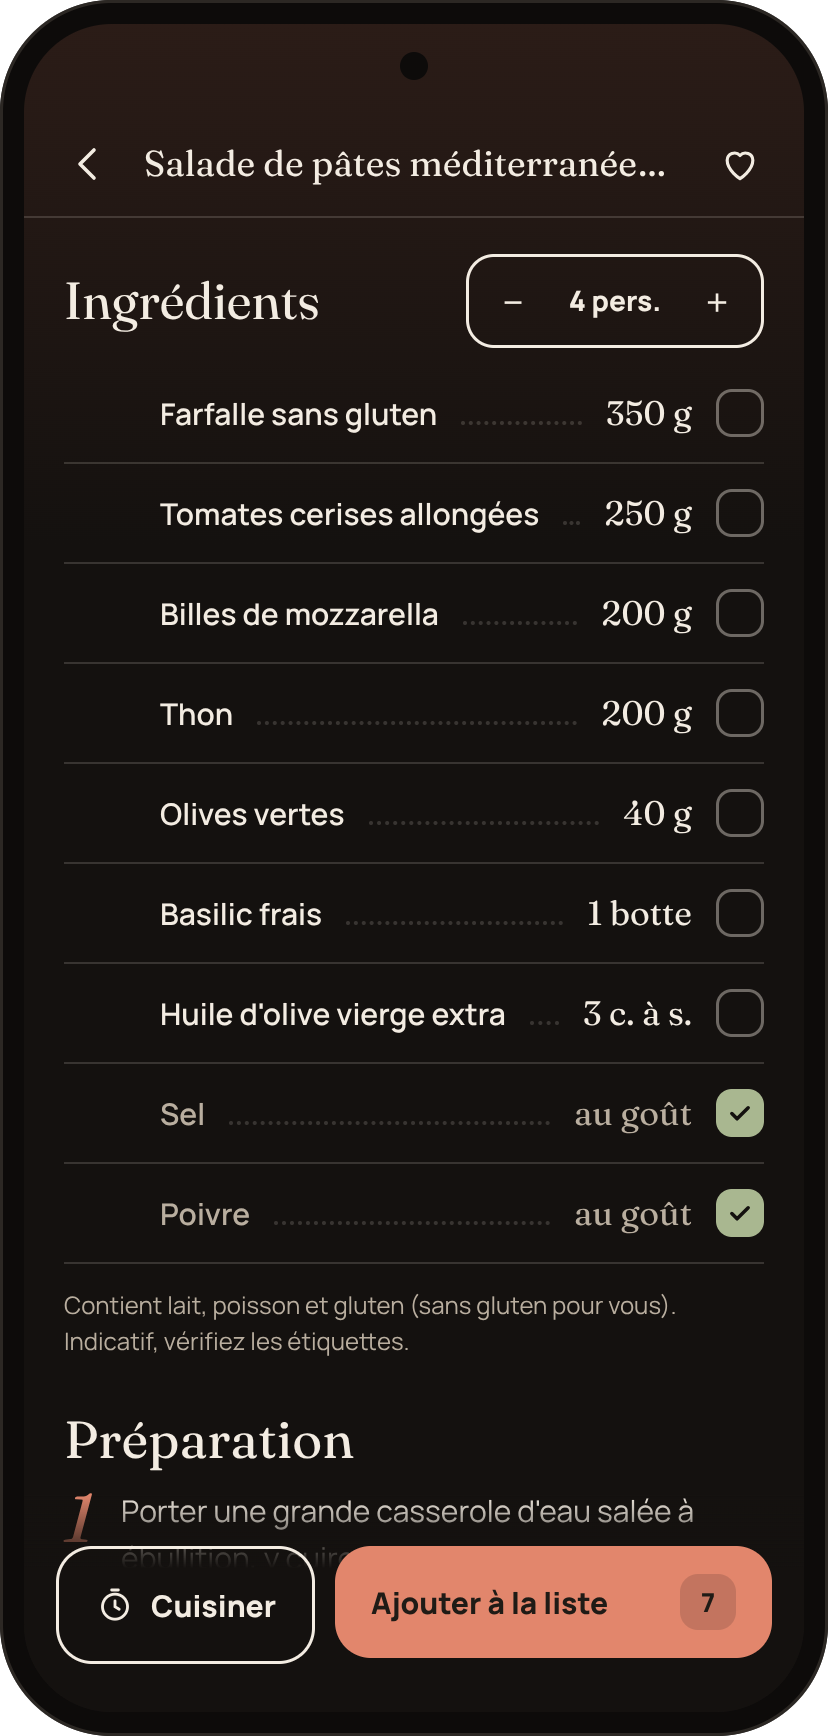 Salade de pâtes méditerranée...
Ingrédients
− 4 pers. +
Farfalle sans gluten 350 g
Tomates cerises allongées 250 g
Billes de mozzarella 200 g
Thon 200 g
Olives vertes 40 g
Basilic frais 1 botte
Huile d'olive vierge extra 3 c. à s.
Sel au goût
Poivre au goût
Contient lait, poisson et gluten (sans gluten pour vous).
Indicatif, vérifiez les étiquettes.
Préparation
1 Porter une grande casserole d'eau salée à
ébullition, y cuire
Cuisiner
Ajouter à la liste 7